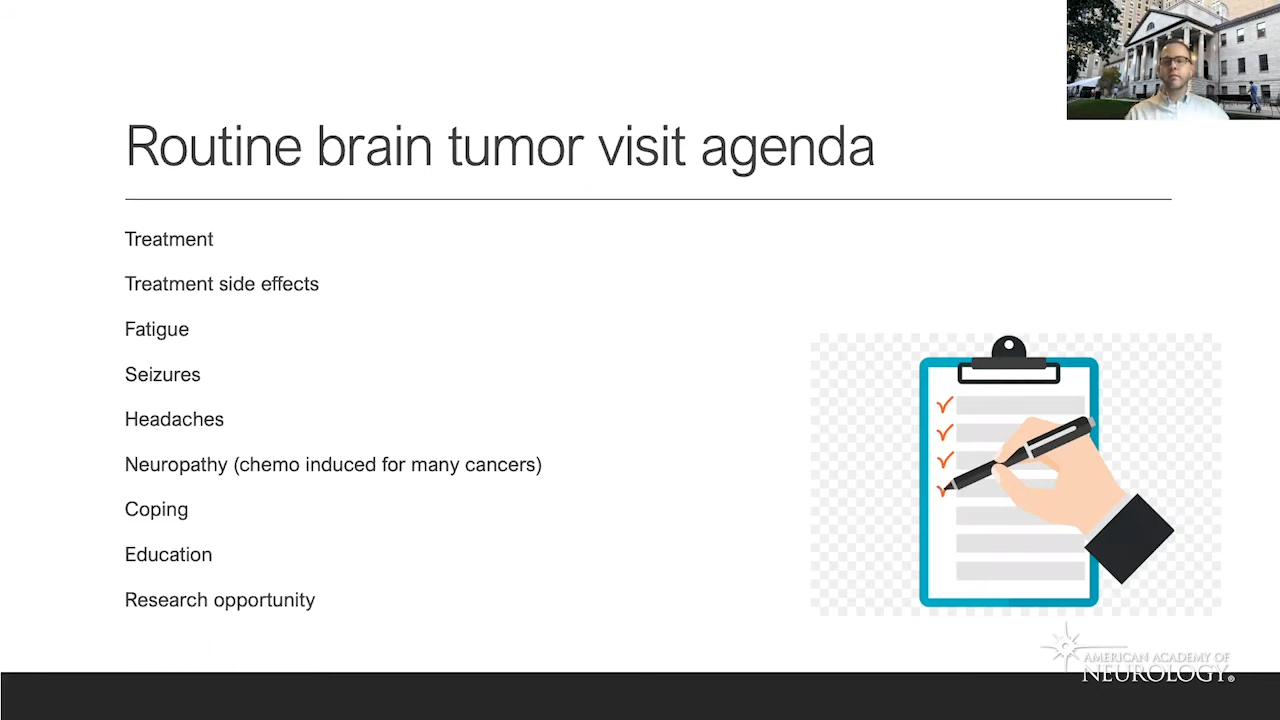 Routine brain tumor visit agenda
Treatment
Treatment side effects
Fatigue
Seizures
Headaches
Neuropathy (chemo induced for many cancers)
Coping
Education
Research opportunity
AMERICAN ACADEMY OF
NEUROLOGY®